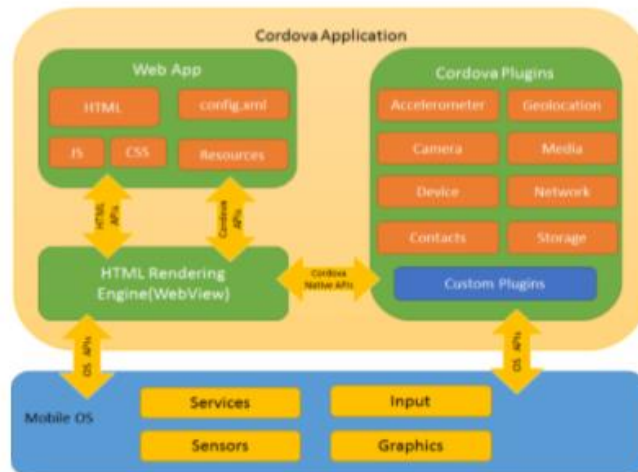 Cordova Application
Web App
HTML
config.xml
JS
CSS
Resources
Cordova Plugins
Accelerometer
Geolocation
Camera
Media
Device
Network
Contacts
Storage
Custom Plugins
HTML
APIs
Cordova
APIs
HTML Rendering
Engine(WebView)
Cordova
Native APIs
OS APIs
OS APIs
Mobile OS
Services
Input
Sensors
Graphics